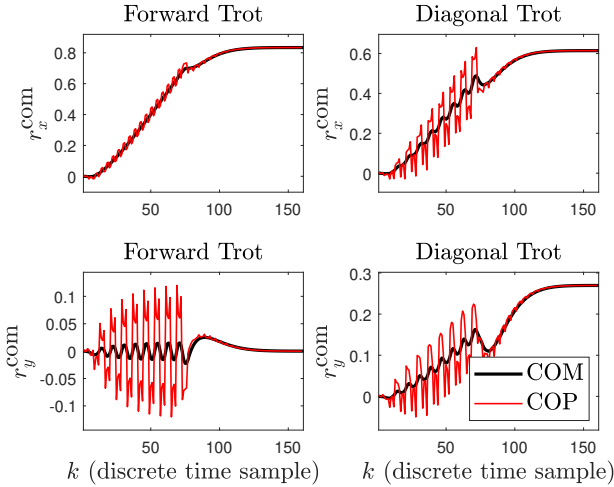 Forward Trot
Diagonal Trot
r_x^com
0.8
0.6
0.4
0.2
0
50
100
150
r_x^com
0.6
0.4
0.2
0
50
100
150
Forward Trot
Diagonal Trot
r_y^com
0.1
0.05
0
-0.05
-0.1
50
100
150
k (discrete time sample)
r_y^com
0.3
0.2
0.1
0
COM
COP
50
100
150
k (discrete time sample)